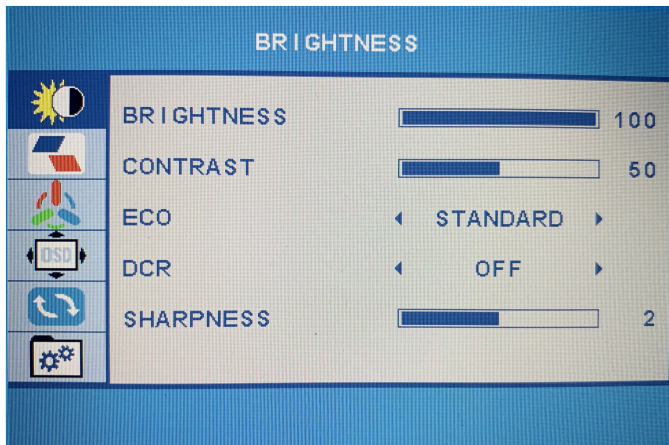 BRIGHTNESS
BRIGHTNESS 100
CONTRAST 50
ECO STANDARD
OSD
DCR OFF
SHARPNESS 2